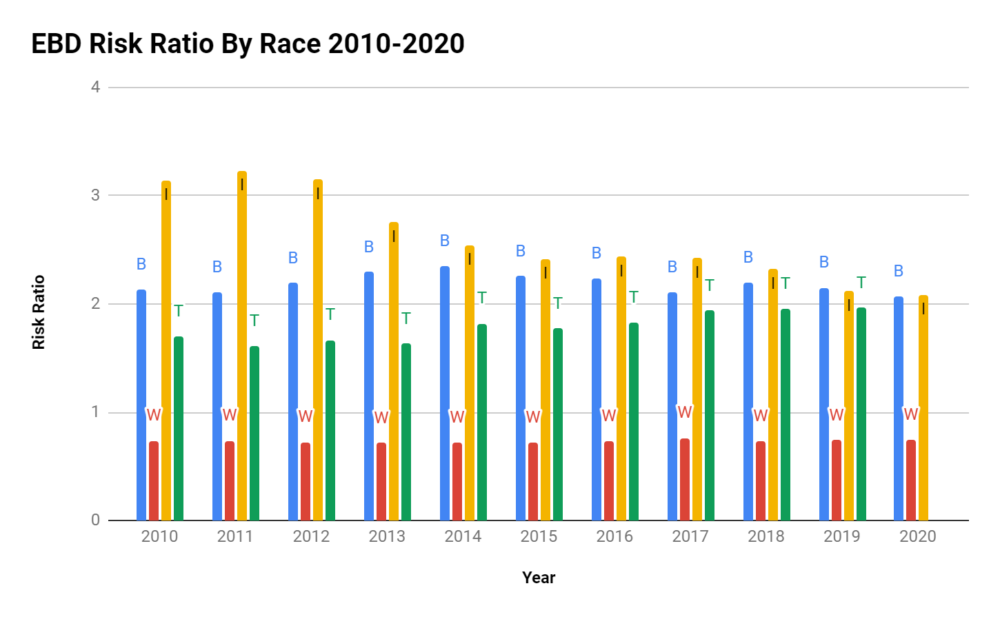 EBD Risk Ratio By Race 2010-2020
4
3
2
1
0
Risk Ratio
B W I T
B W I T
B W I T
B W I T
B W I T
B W I T
B W I T
B W I T
B W I T
B W I T
B W I
2010 2011 2012 2013 2014 2015 2016 2017 2018 2019 2020
Year